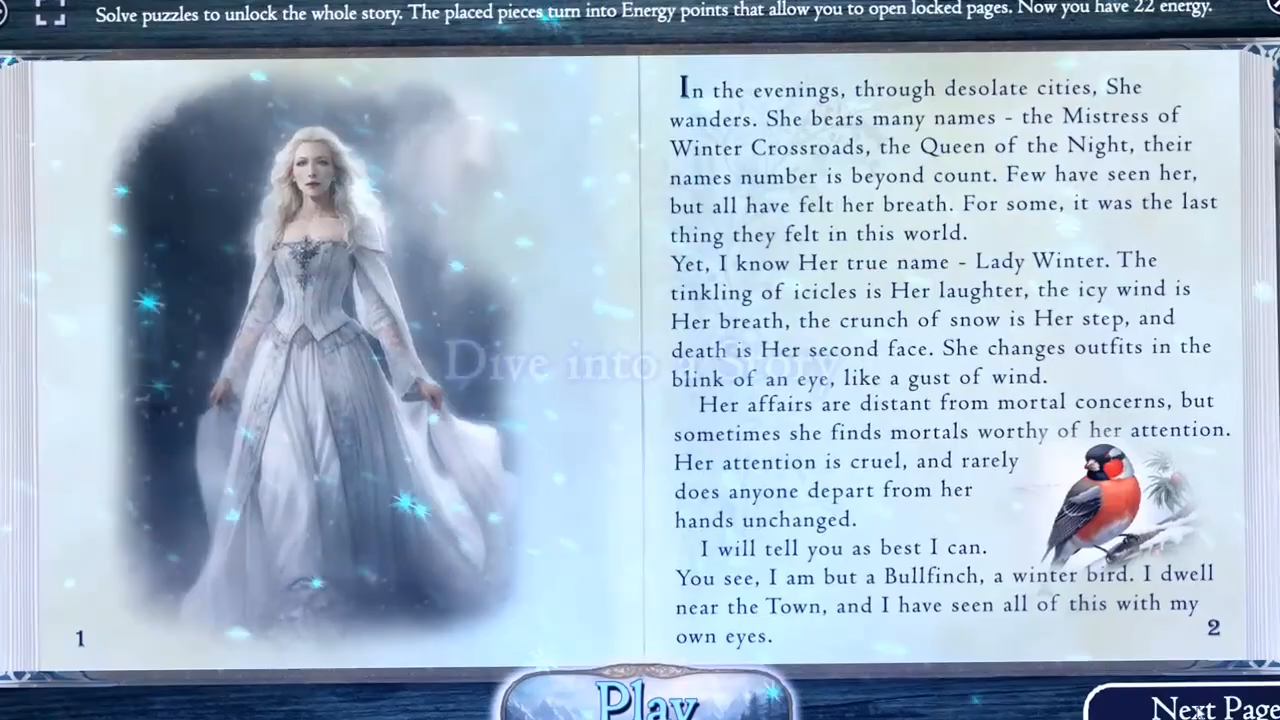 Solve puzzles to unlock the whole story. The placed pieces turn into Energy points that allow you to open locked pages. Now you have 22 energy.
In the evenings, through desolate cities, She
wanders. She bears many names - the Mistress of
Winter Crossroads, the Queen of the Night, their
names number is beyond count. Few have seen her,
but all have felt her breath. For some, it was the last
thing they felt in this world.
Yet, I know Her true name - Lady Winter. The
tinkling of icicles is Her laughter, the icy wind is
Her breath, the crunch of snow is Her step, and
death is Her second face. She changes outfits in the
blink of an eye, like a gust of wind.
Her affairs are distant from mortal concerns, but
sometimes she finds mortals worthy of her attention.
Her attention is cruel, and rarely
does anyone depart from her
hands unchanged.
I will tell you as best I can.
You see, I am but a Bullfinch, a winter bird. I dwell
near the Town, and I have seen all of this with my
own eyes.
Dive into a Story
1
2
Play
Next Page